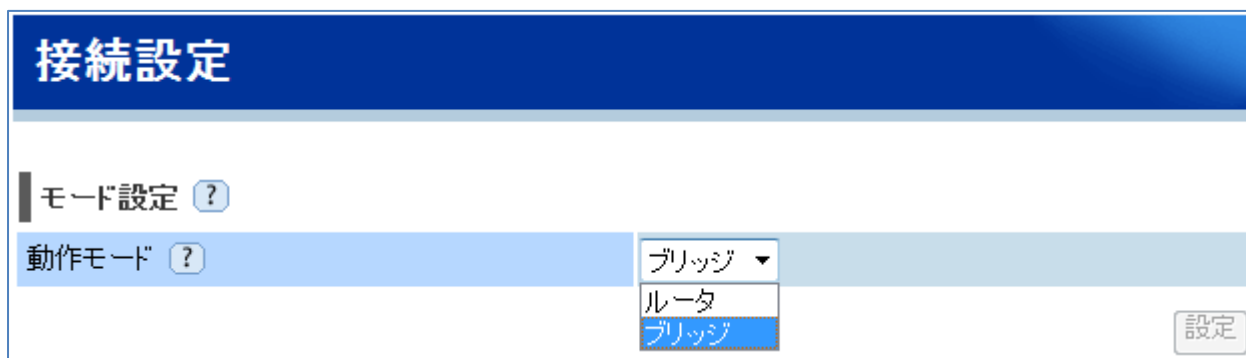 接続設定
モード設定 ?
動作モード ? ブリッジ
ルータ
ブリッジ
設定